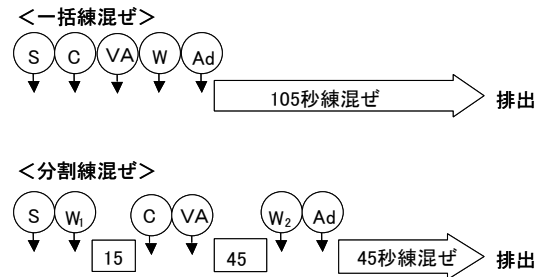 ＜一括練混ぜ＞
S C VA W Ad
105秒練混ぜ 排出
＜分割練混ぜ＞
S W₁ C VA W₂ Ad
15 45 45秒練混ぜ 排出